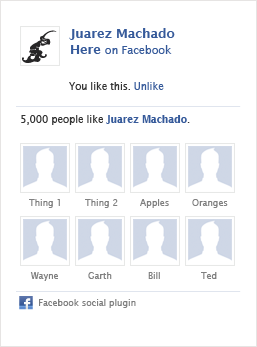 Juarez Machado
Here on Facebook
You like this. Unlike
5,000 people like Juarez Machado.
Thing 1 Thing 2 Apples Oranges
Wayne Garth Bill Ted
Facebook social plugin